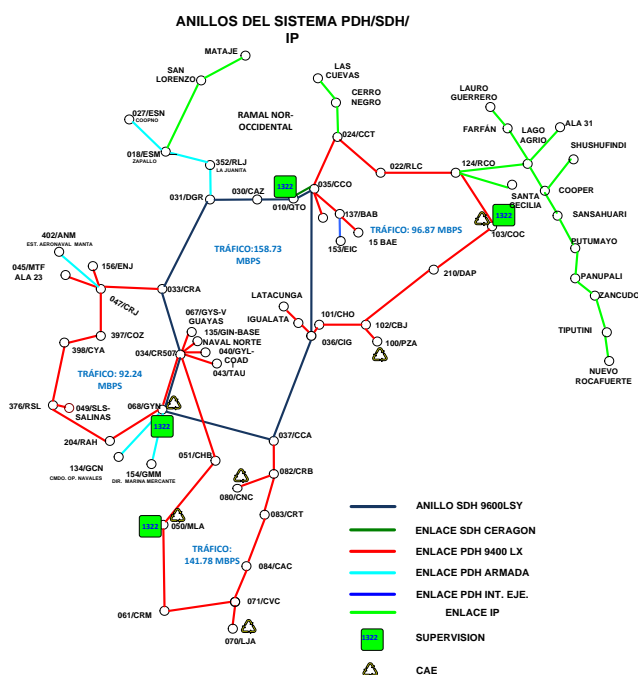 ANILLOS DEL SISTEMA PDH/SDH/
IP
MATAJE
SAN
LORENZO
LAS
CUEVAS
CERRO
NEGRO
LAURO
GUERRERO
FARFÁN
LAGO
AGRIO
ALA 31
SHUSHUFINDI
027/ESN
COOPNO
RAMAL NOR-
OCCIDENTAL
024/CCT
018/ESM
ZAPALLO
352/RLJ
LA JUANITA
022/RLC
124/RCO
031/DGR
030/CAZ
1322
035/CCO
010/QTO
SANTA
CECILIA
COOPER
137/BAB
1322
103/COC
SANSAHUARI
402/ANM
EST. AERONAVAL MANTA
TRÁFICO:158.73
MBPS
153/EIC
15 BAE
TRÁFICO: 96.87 MBPS
PUTUMAYO
045/MTF
ALA 23
156/ENJ
210/DAP
PANUPALI
047/CRJ
033/CRA
ZANCUDO
LATACUNGA
IGUALATA
067/GYS-V
GUAYAS
135/GIN-BASE
NAVAL NORTE
101/CHO
102/CBJ
036/CIG
100/PZA
TIPUTINI
397/COZ
398/CYA
034/CR507
040/GYL-
COAD
043/TAU
NUEVO
ROCAFUERTE
TRÁFICO: 92.24
MBPS
376/RSL
049/SLS-
SALINAS
068/GYN
1322
204/RAH
037/CCA
134/GCN
CMDO. OP. NAVALES
154/GMM
DIR. MARINA MERCANTE
051/CHB
082/CRB
080/CNC
083/CRT
ANILLO SDH 9600LSY
1322
050/MLA
ENLACE SDH CERAGON
TRÁFICO:
141.78 MBPS
ENLACE PDH 9400 LX
084/CAC
ENLACE PDH ARMADA
ENLACE PDH INT. EJE.
061/CRM
071/CVC
ENLACE IP
070/LJA
1322
SUPERVISION
CAE